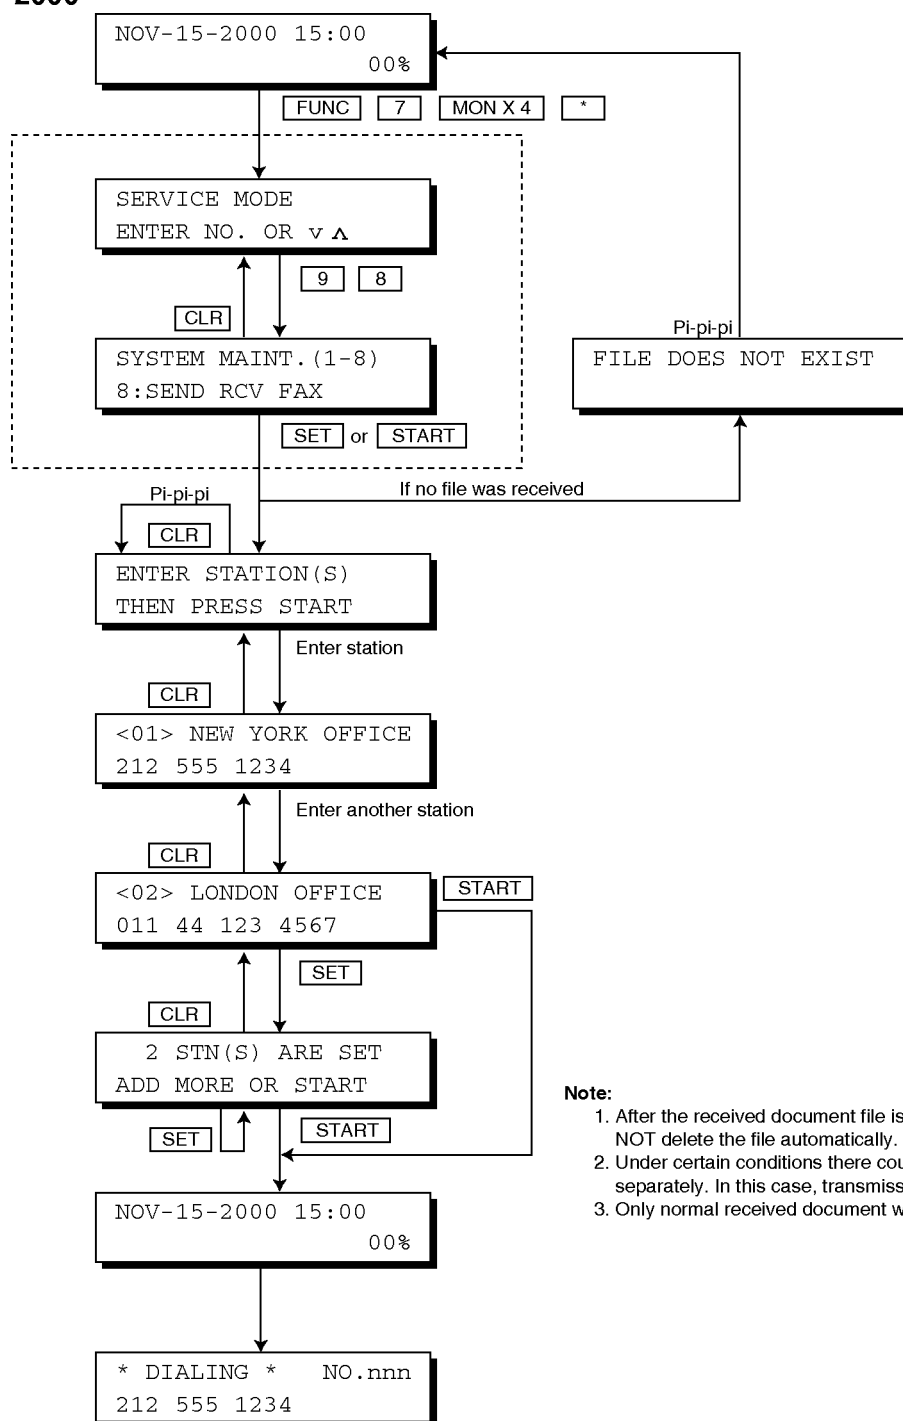 NOV-15-2000 15:00
00%
FUNC 7 MON X 4 *
SERVICE MODE
ENTER NO. OR v ʌ
9 8
CLR
Pi-pi-pi
SYSTEM MAINT.(1-8)
8:SEND RCV FAX
FILE DOES NOT EXIST
SET or START
If no file was received
Pi-pi-pi
CLR
ENTER STATION(S)
THEN PRESS START
Enter station
CLR
<01> NEW YORK OFFICE
212 555 1234
Enter another station
CLR
<02> LONDON OFFICE
011 44 123 4567
START
SET
CLR
2 STN(S) ARE SET
ADD MORE OR START
SET
START
Note:
1. After the received document file is
NOT delete the file automatically.
2. Under certain conditions there
separately. In this case,
3. Only normal received document
NOV-15-2000 15:00
00%
* DIALING * NO.nnn
212 555 1234